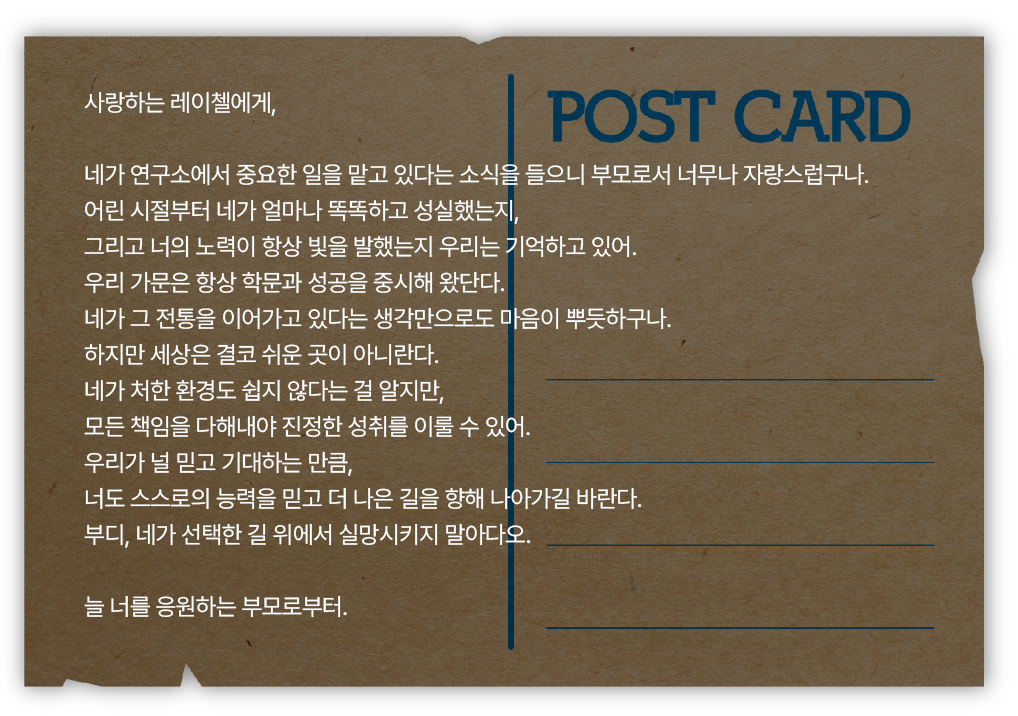 POST CARD
사랑하는 레이첼에게,
네가 연구소에서 중요한 일을 맡고 있다는 소식을 들으니 부모로서 너무나 자랑스럽구나.
어린 시절부터 네가 얼마나 똑똑하고 성실했는지,
그리고 너의 노력이 항상 빛을 발했는지 우리는 기억하고 있어.
우리 가문은 항상 학문과 성공을 중시해 왔단다.
네가 그 전통을 이어가고 있다는 생각만으로도 마음이 뿌듯하구나.
하지만 세상은 결코 쉬운 곳이 아니란다.
네가 처한 환경도 쉽지 않다는 걸 알지만,
모든 책임을 다해내야 진정한 성취를 이룰 수 있어.
우리가 널 믿고 기대하는 만큼,
너도 스스로의 능력을 믿고 더 나은 길을 향해 나아가길 바란다.
부디, 네가 선택한 길 위에서 실망시키지 말아다오.
늘 너를 응원하는 부모로부터.